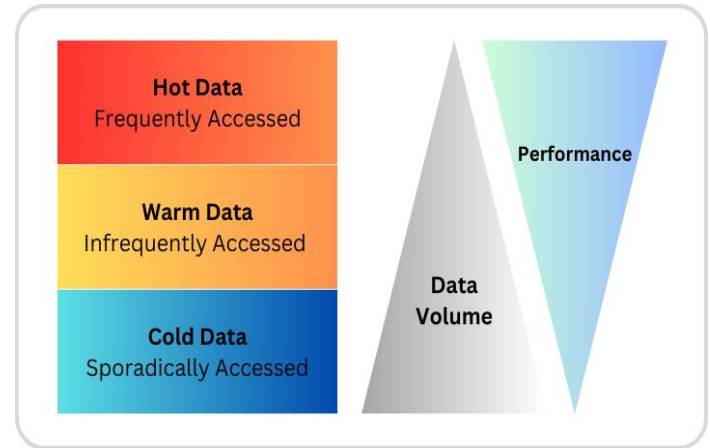 Hot Data
Frequently Accessed
Warm Data
Infrequently Accessed
Cold Data
Sporadically Accessed
Data
Volume
Performance